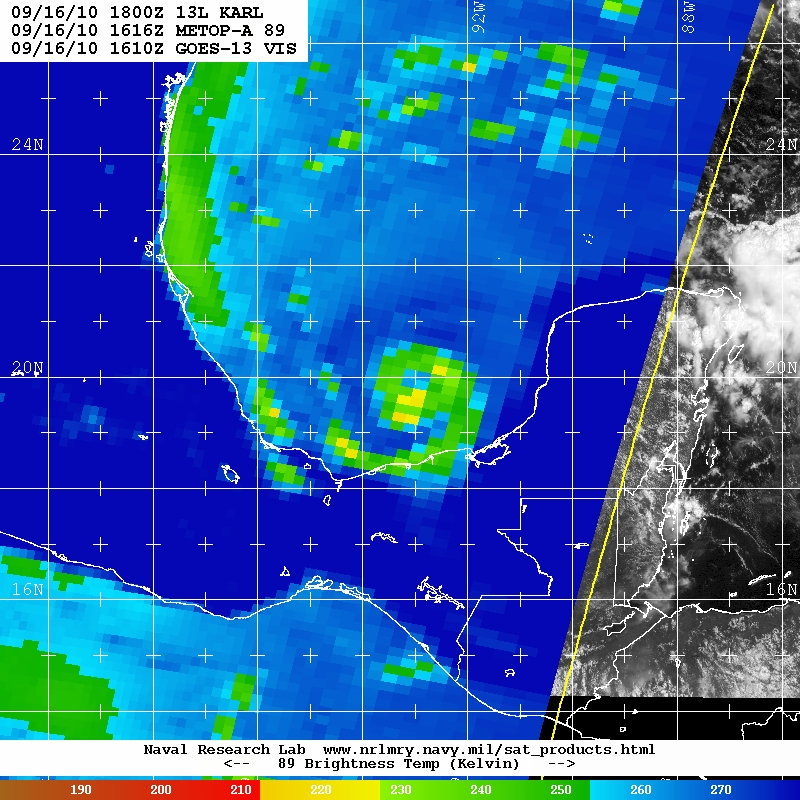 09/16/10 1800Z 13L KARL
09/16/10 1616Z METOP-A 89
09/16/10 1610Z GOES-13 VIS
92W
88W
24N
24N
20N
20N
16N
16N
Naval Research Lab www.nrlmry.navy.mil/sat_products.html
<-- 89 Brightness Temp (Kelvin) -->
190 200 210 220 230 240 250 260 270